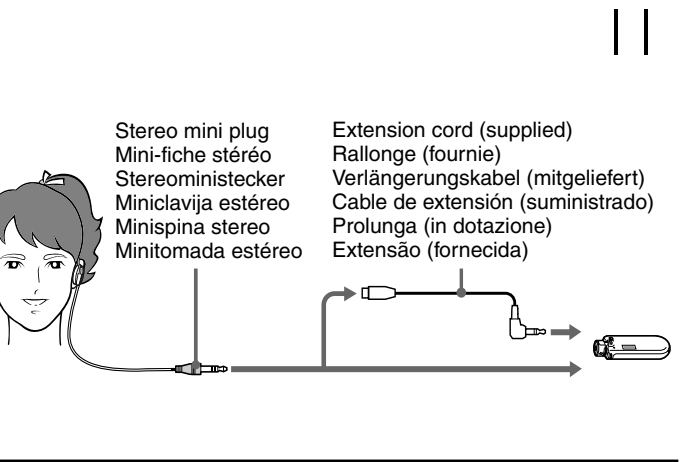 Stereo mini plug
Mini-fiche stéréo
Stereoministecker
Miniclavija estéreo
Minispina stereo
Minitomada estéreo
Extension cord (supplied)
Rallonge (fournie)
Verlängerungskabel (mitgeliefert)
Cable de extensión (suministrado)
Prolunga (in dotazione)
Extensão (fornecida)